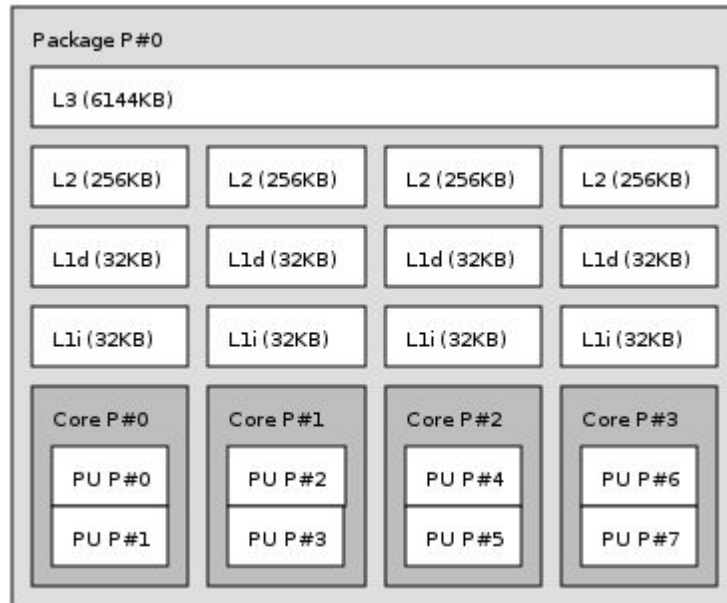 Package P#0
L3 (6144KB)
L2 (256KB) L2 (256KB) L2 (256KB) L2 (256KB)
L1d (32KB) L1d (32KB) L1d (32KB) L1d (32KB)
L1i (32KB) L1i (32KB) L1i (32KB) L1i (32KB)
Core P#0 Core P#1 Core P#2 Core P#3
PU P#0 PU P#2 PU P#4 PU P#6
PU P#1 PU P#3 PU P#5 PU P#7